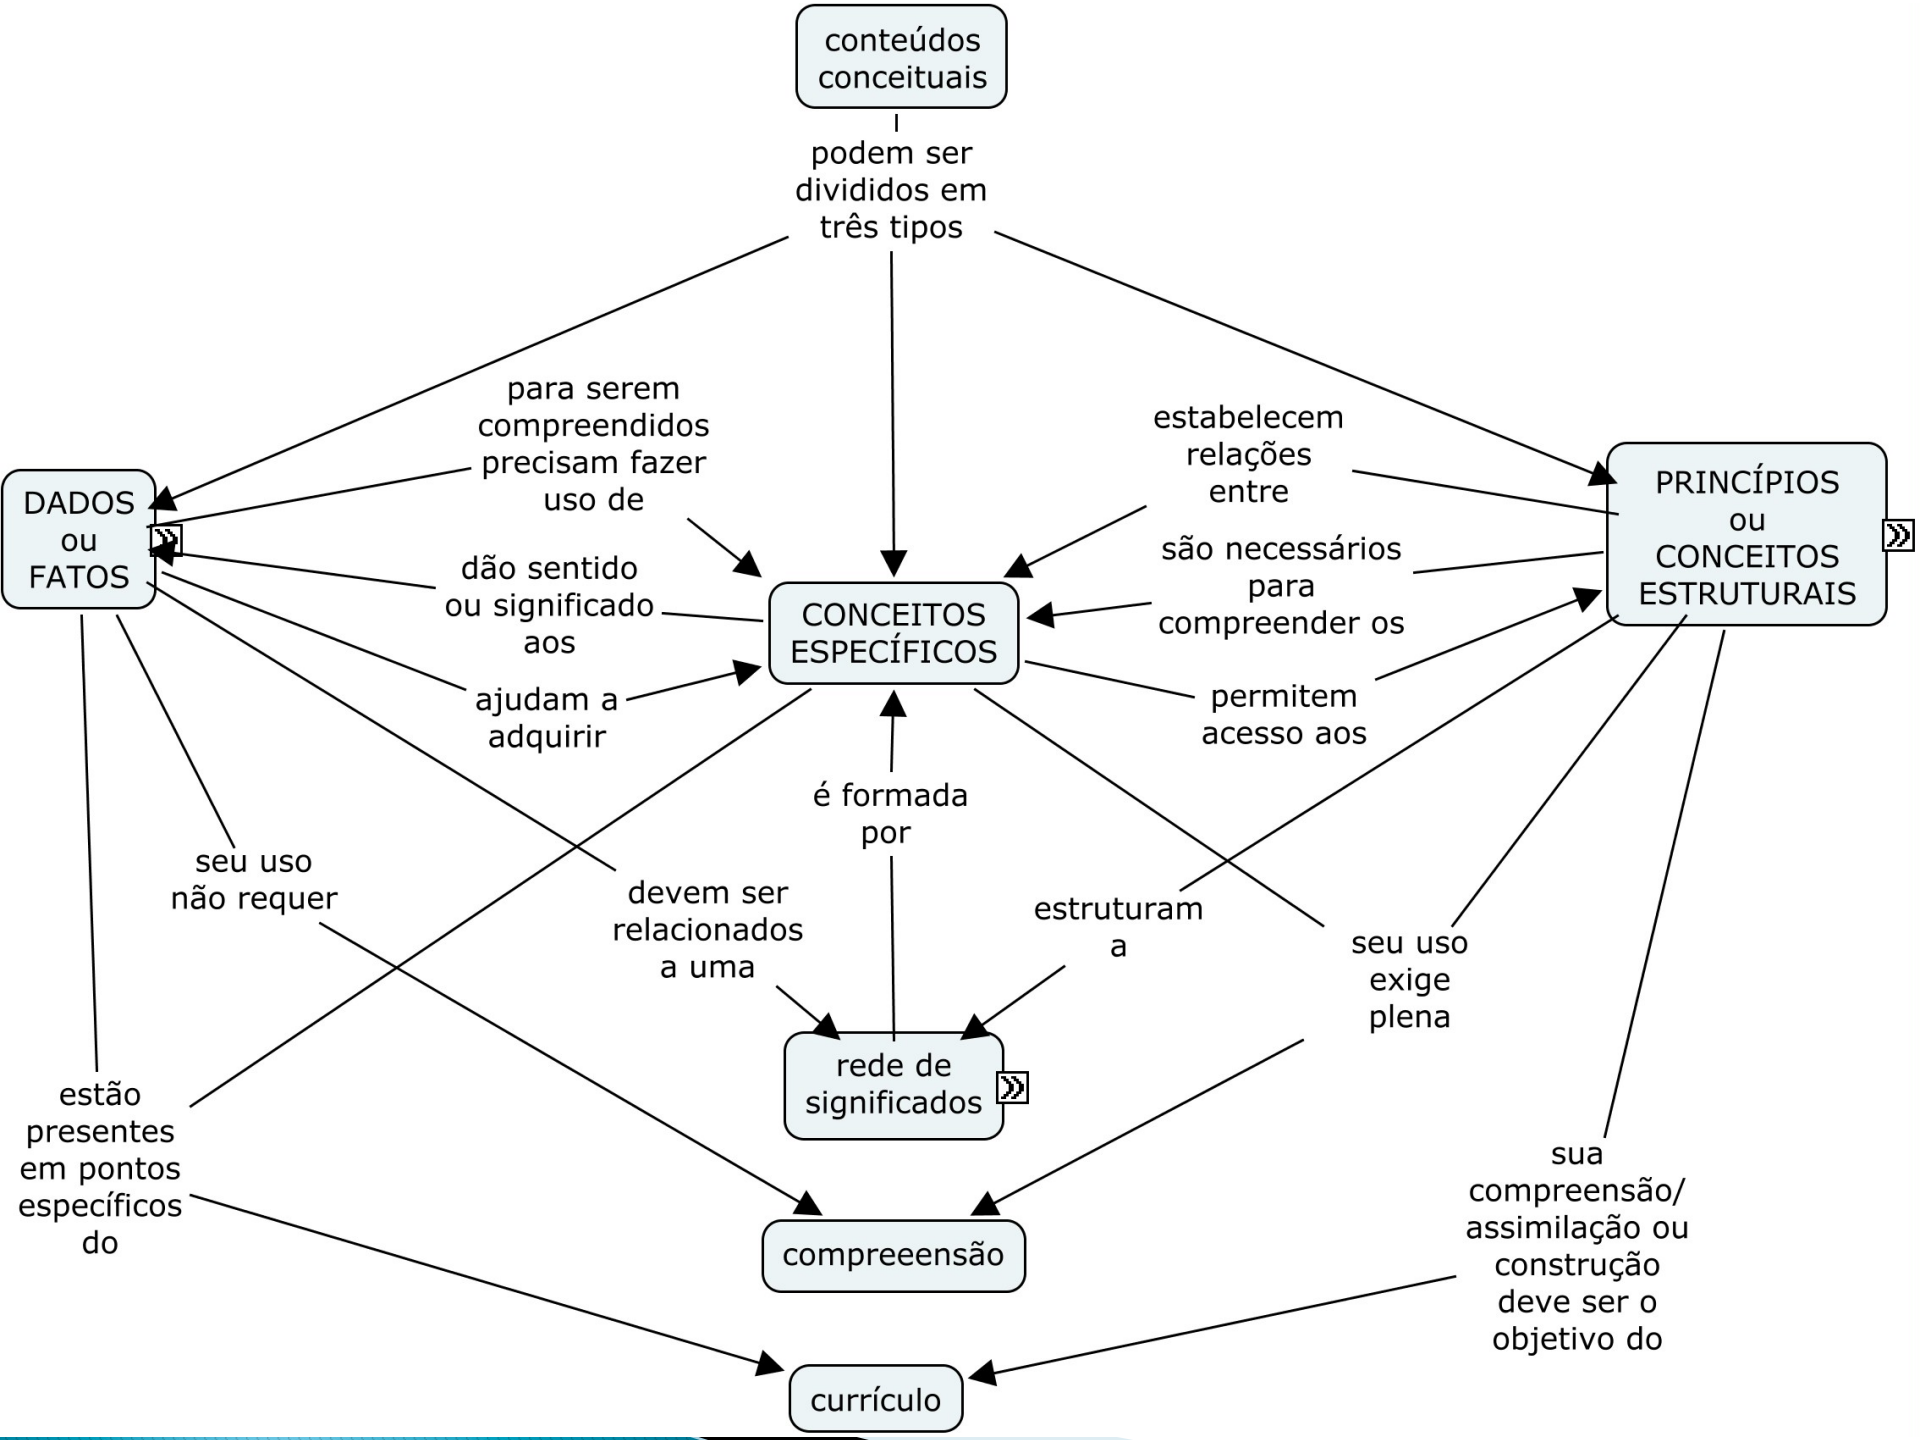 conteúdos
conceituais
podem ser
divididos em
três tipos
para serem
compreendidos
precisam fazer
uso de
estabelecem
relações
entre
DADOS
ou
FATOS
PRINCÍPIOS
ou
CONCEITOS
ESTRUTURAIS
dão sentido
ou significado
aos
são necessários
para
compreender os
CONCEITOS
ESPECÍFICOS
ajudam a
adquirir
permitem
acesso aos
é formada
por
seu uso
não requer
devem ser
relacionados
a uma
estruturam
a
seu uso
exige
plena
rede de
significados
estão
presentes
em pontos
específicos
do
sua
compreensão/
assimilação ou
construção
deve ser o
objetivo do
compreeensão
currículo